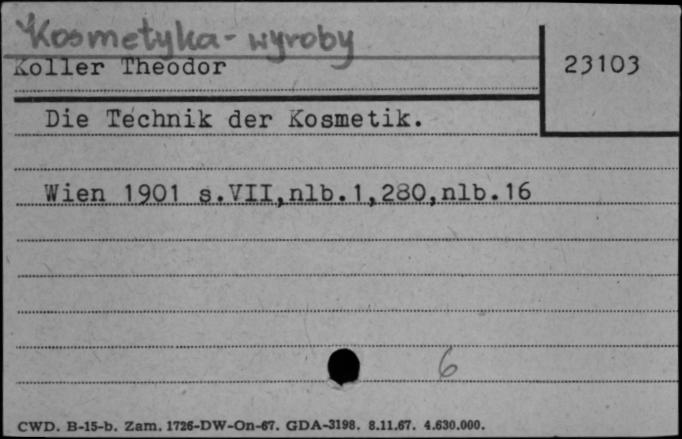 Kosmetyka - wyroby
Koller Theodor
23103
Die Technik der Kosmetik.
Wien 1901 s.VII,nlb.1,280,nlb.16
6
CWD. B-15-b. Zam. 1726-DW-On-67. GDA-3198. 8.11.67. 4.630.000.